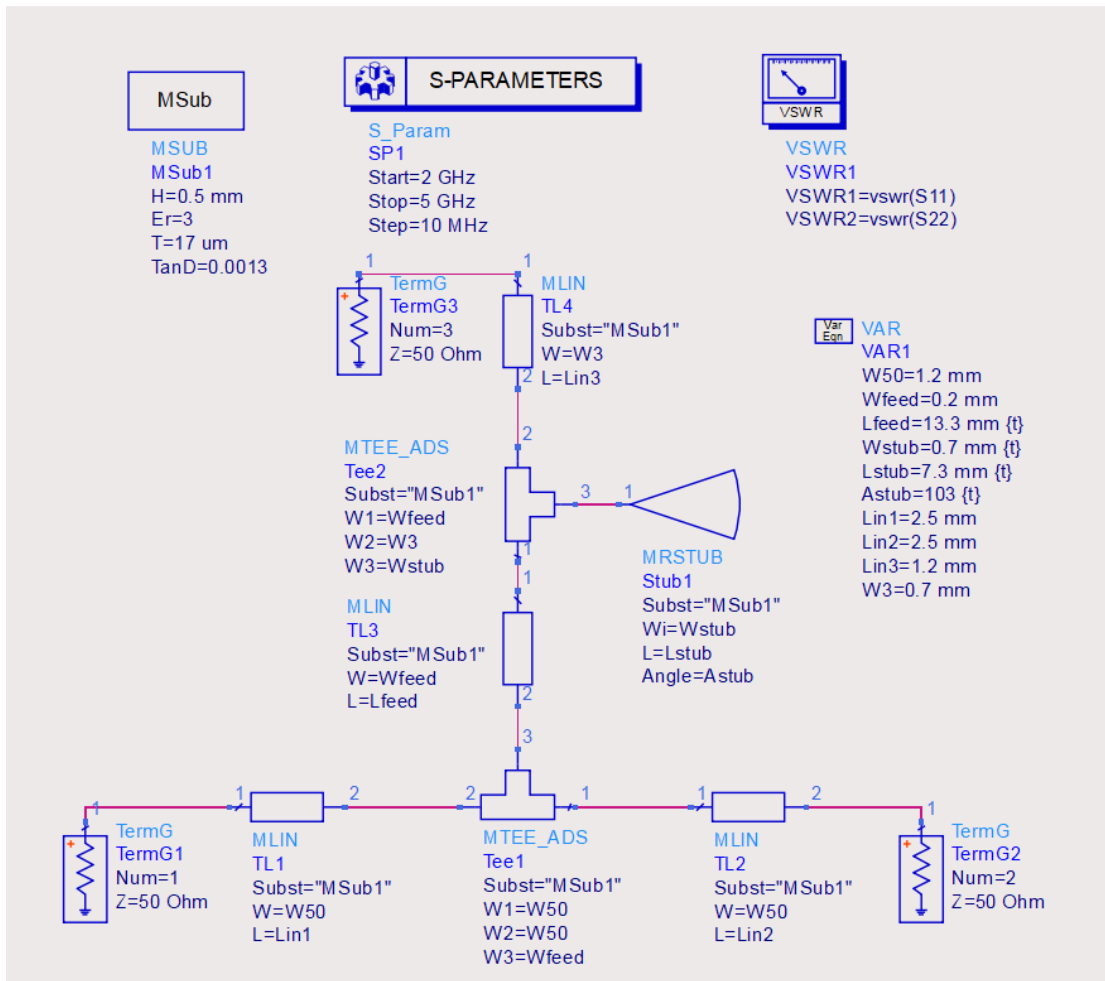 MSub
MSUB
MSub1
H=0.5 mm
Er=3
T=17 um
TanD=0.0013
S-PARAMETERS
S_Param
SP1
Start=2 GHz
Stop=5 GHz
Step=10 MHz
VSWR
VSWR
VSWR1
VSWR1=vswr(S11)
VSWR2=vswr(S22)
1
1
TermG
TermG3
Num=3
Z=50 Ohm
MLIN
TL4
Subst="MSub1"
W=W3
L=Lin3
2
Var
Eqn
VAR
VAR1
W50=1.2 mm
Wfeed=0.2 mm
Lfeed=13.3 mm {t}
Wstub=0.7 mm {t}
Lstub=7.3 mm {t}
Astub=103 {t}
Lin1=2.5 mm
Lin2=2.5 mm
Lin3=1.2 mm
W3=0.7 mm
2
MTEE_ADS
Tee2
Subst="MSub1"
W1=Wfeed
W2=W3
W3=Wstub
3
1
1
MRSTUB
Stub1
Subst="MSub1"
Wi=Wstub
L=Lstub
Angle=Astub
1
MLIN
TL3
Subst="MSub1"
W=Wfeed
L=Lfeed
2
3
1
1
2
2
1
1
2
1
TermG
TermG1
Num=1
Z=50 Ohm
MLIN
TL1
Subst="MSub1"
W=W50
L=Lin1
MTEE_ADS
Tee1
Subst="MSub1"
W1=W50
W2=W50
W3=Wfeed
MLIN
TL2
Subst="MSub1"
W=W50
L=Lin2
TermG
TermG2
Num=2
Z=50 Ohm